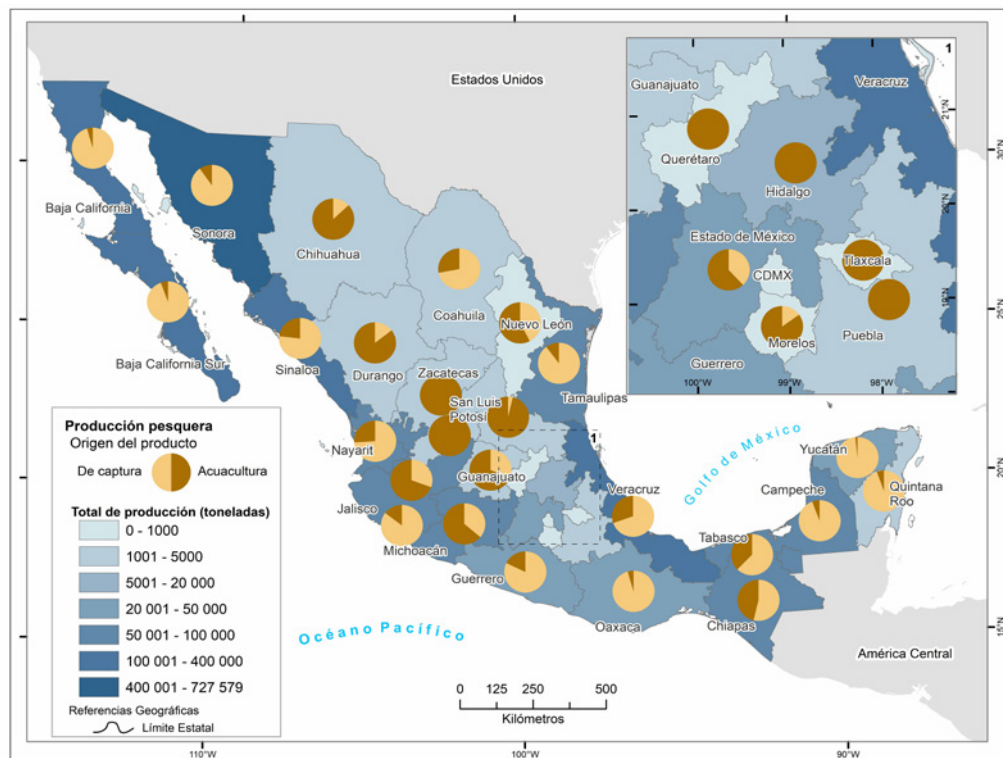 Estados Unidos
Baja California
Sonora
Chihuahua
Coahuila
Nuevo León
Baja California Sur
Sinaloa
Durango
Zacatecas
San Luis
Potosí
Tamaulipas
Nayarit
Guanajuato
1
Jalisco
Michoacán
Veracruz
Guerrero
Oaxaca
Tabasco
Chiapas
Campeche
Yucatán
Quintana
Roo
Golfo de México
Océano Pacífico
América Central
1
Guanajuato
Veracruz
Querétaro
Hidalgo
Estado de México
CDMX
Tlaxcala
Morelos
Puebla
Guerrero
100°W
99°W
98°W
21°N
20°N
19°N
30°N
25°N
20°N
15°N
110°W
100°W
90°W
Producción pesquera
Origen del producto
De captura
Acuacultura
Total de producción (toneladas)
0 - 1000
1001 - 5000
5001 - 20 000
20 001 - 50 000
50 001 - 100 000
100 001 - 400 000
400 001 - 727 579
Referencias Geográficas
Límite Estatal
0 125 250 500
Kilómetros